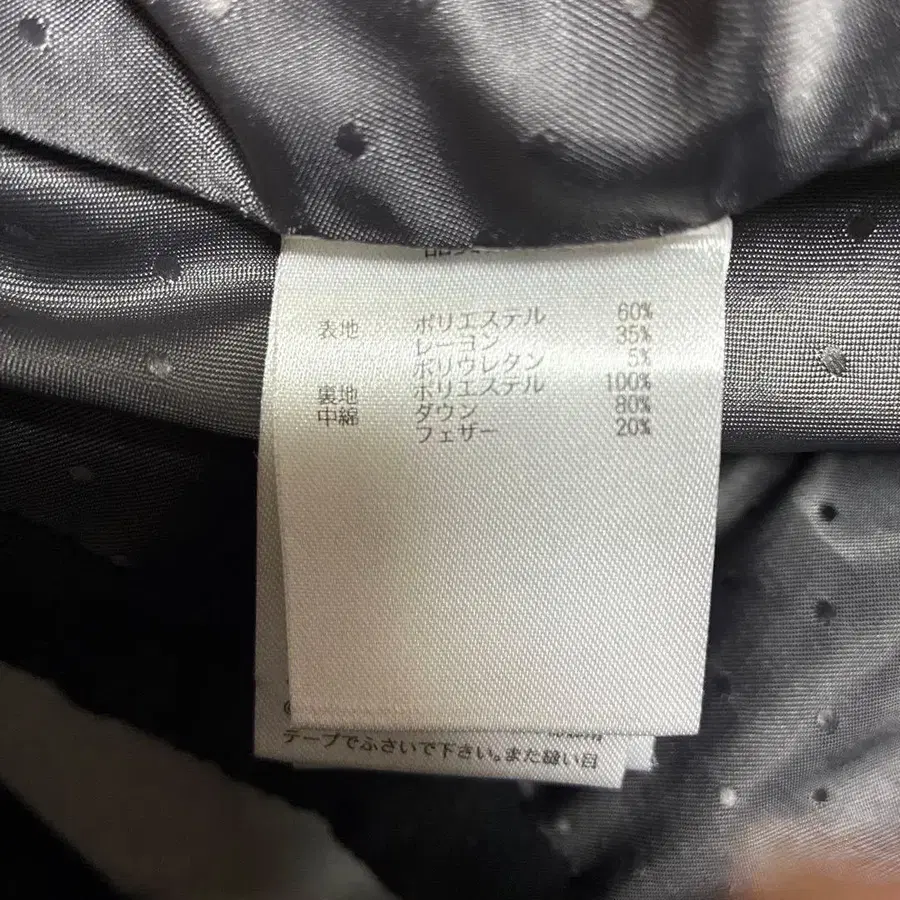 表地 ポリエステル 60%
レーヨン 35%
ポリウレタン 5%
裏地 ポリエステル 100%
中綿 ダウン 80%
フェザー 20%
テープでふさいで下さい。また縫い目